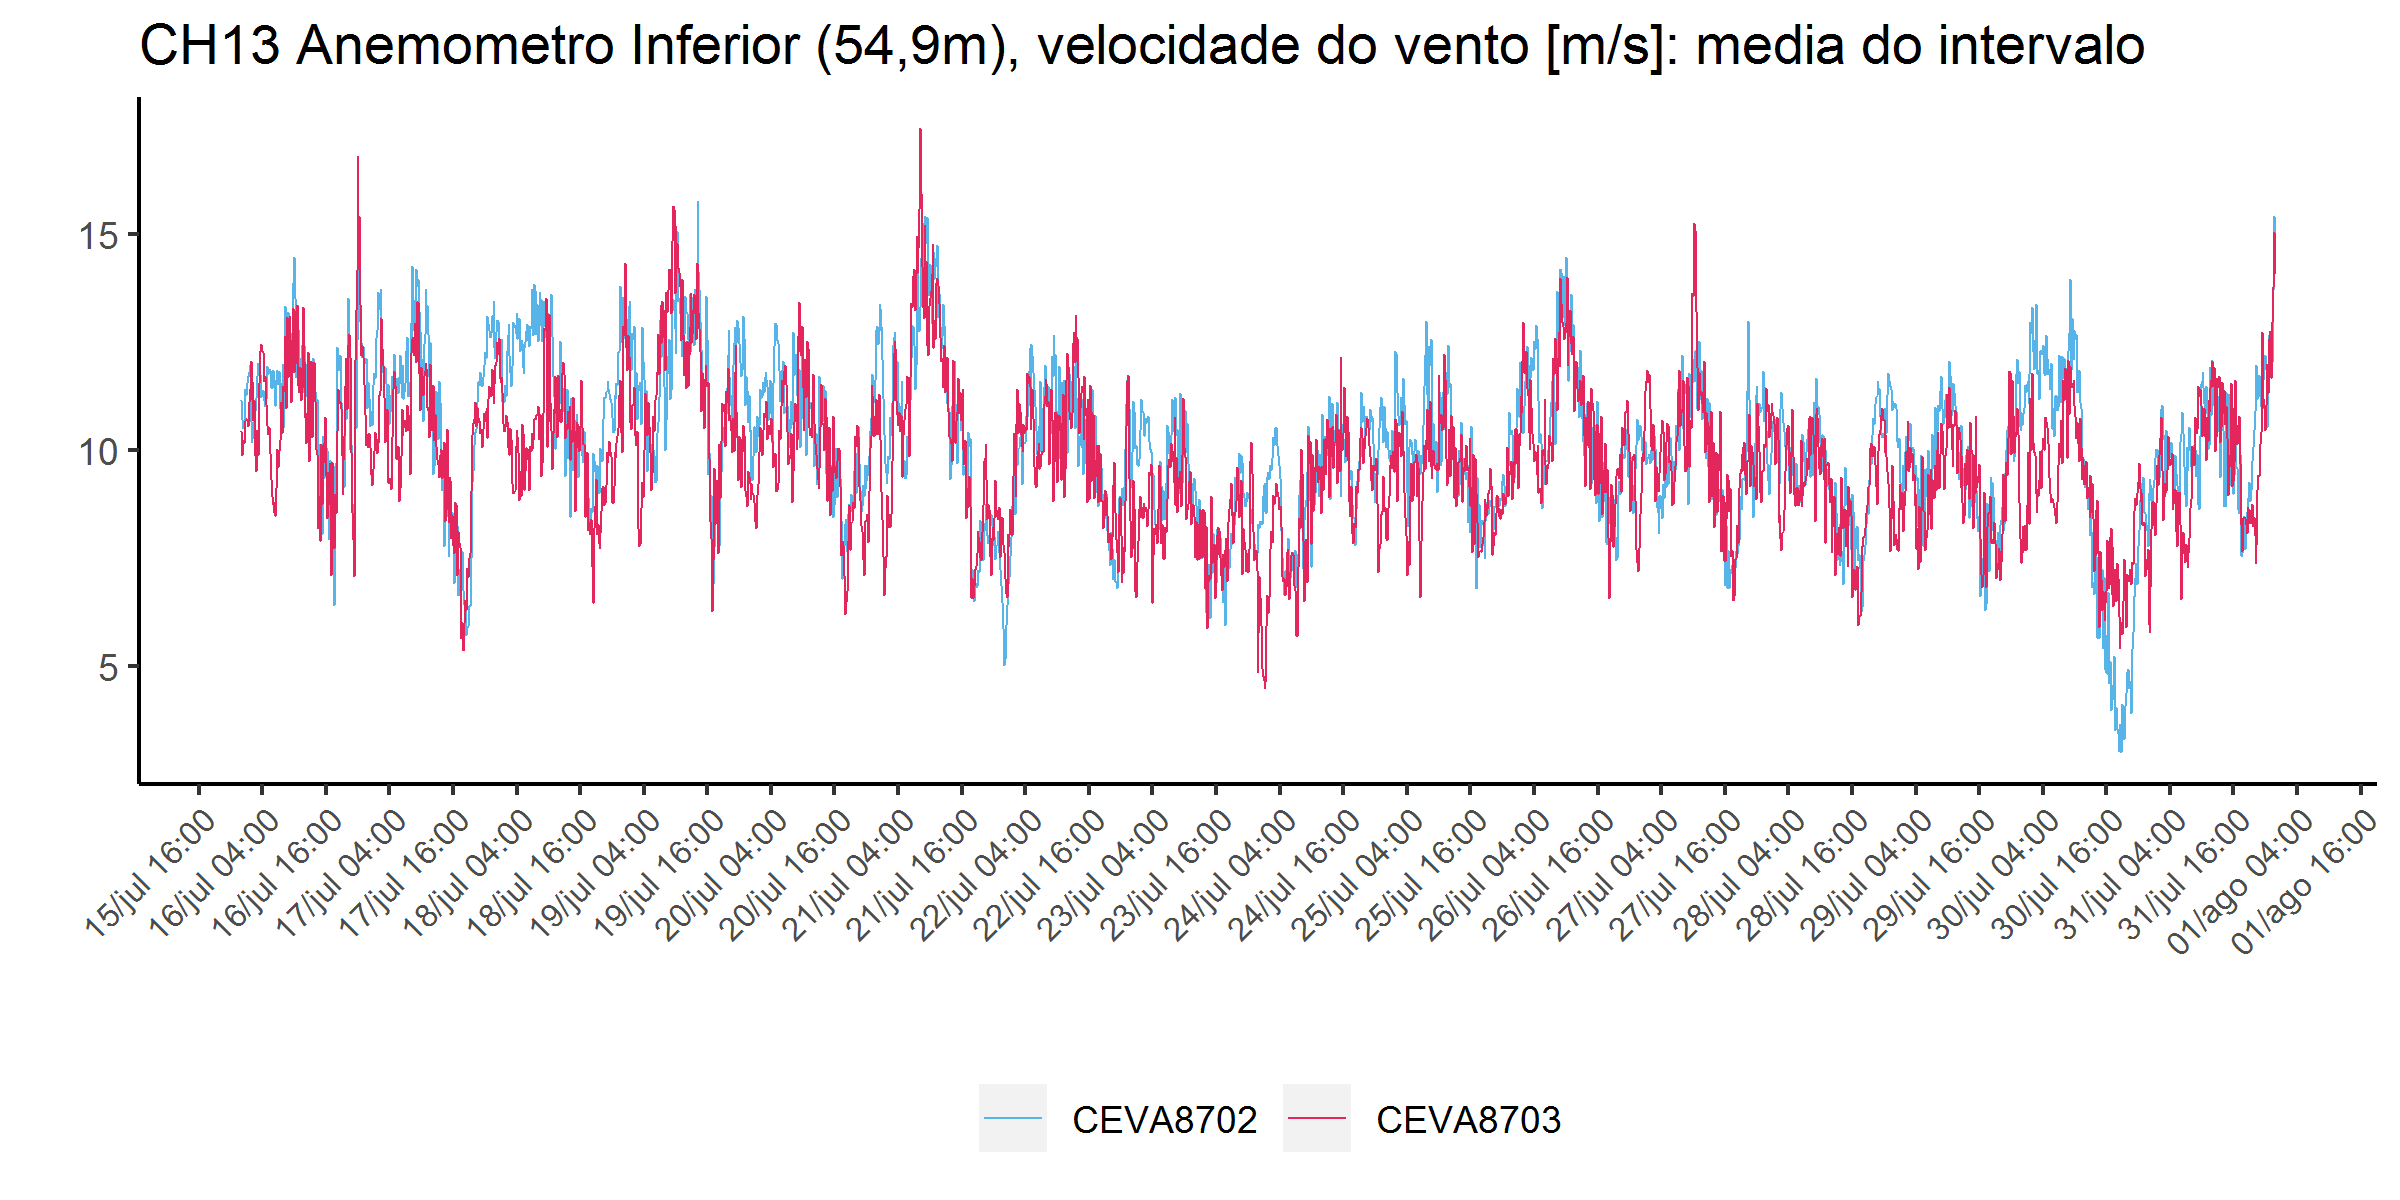 CH13 Anemometro Inferior (54,9m), velocidade do vento [m/s]: media do intervalo
15
10
5
15/jul 16:00
16/jul 04:00
16/jul 16:00
17/jul 04:00
17/jul 16:00
18/jul 04:00
18/jul 16:00
19/jul 04:00
19/jul 16:00
20/jul 04:00
20/jul 16:00
21/jul 04:00
21/jul 16:00
22/jul 04:00
22/jul 16:00
23/jul 04:00
23/jul 16:00
24/jul 04:00
24/jul 16:00
25/jul 04:00
25/jul 16:00
26/jul 04:00
26/jul 16:00
27/jul 04:00
27/jul 16:00
28/jul 04:00
28/jul 16:00
29/jul 04:00
29/jul 16:00
30/jul 04:00
30/jul 16:00
31/jul 04:00
31/jul 16:00
01/ago 04:00
01/ago 16:00
CEVA8702 CEVA8703